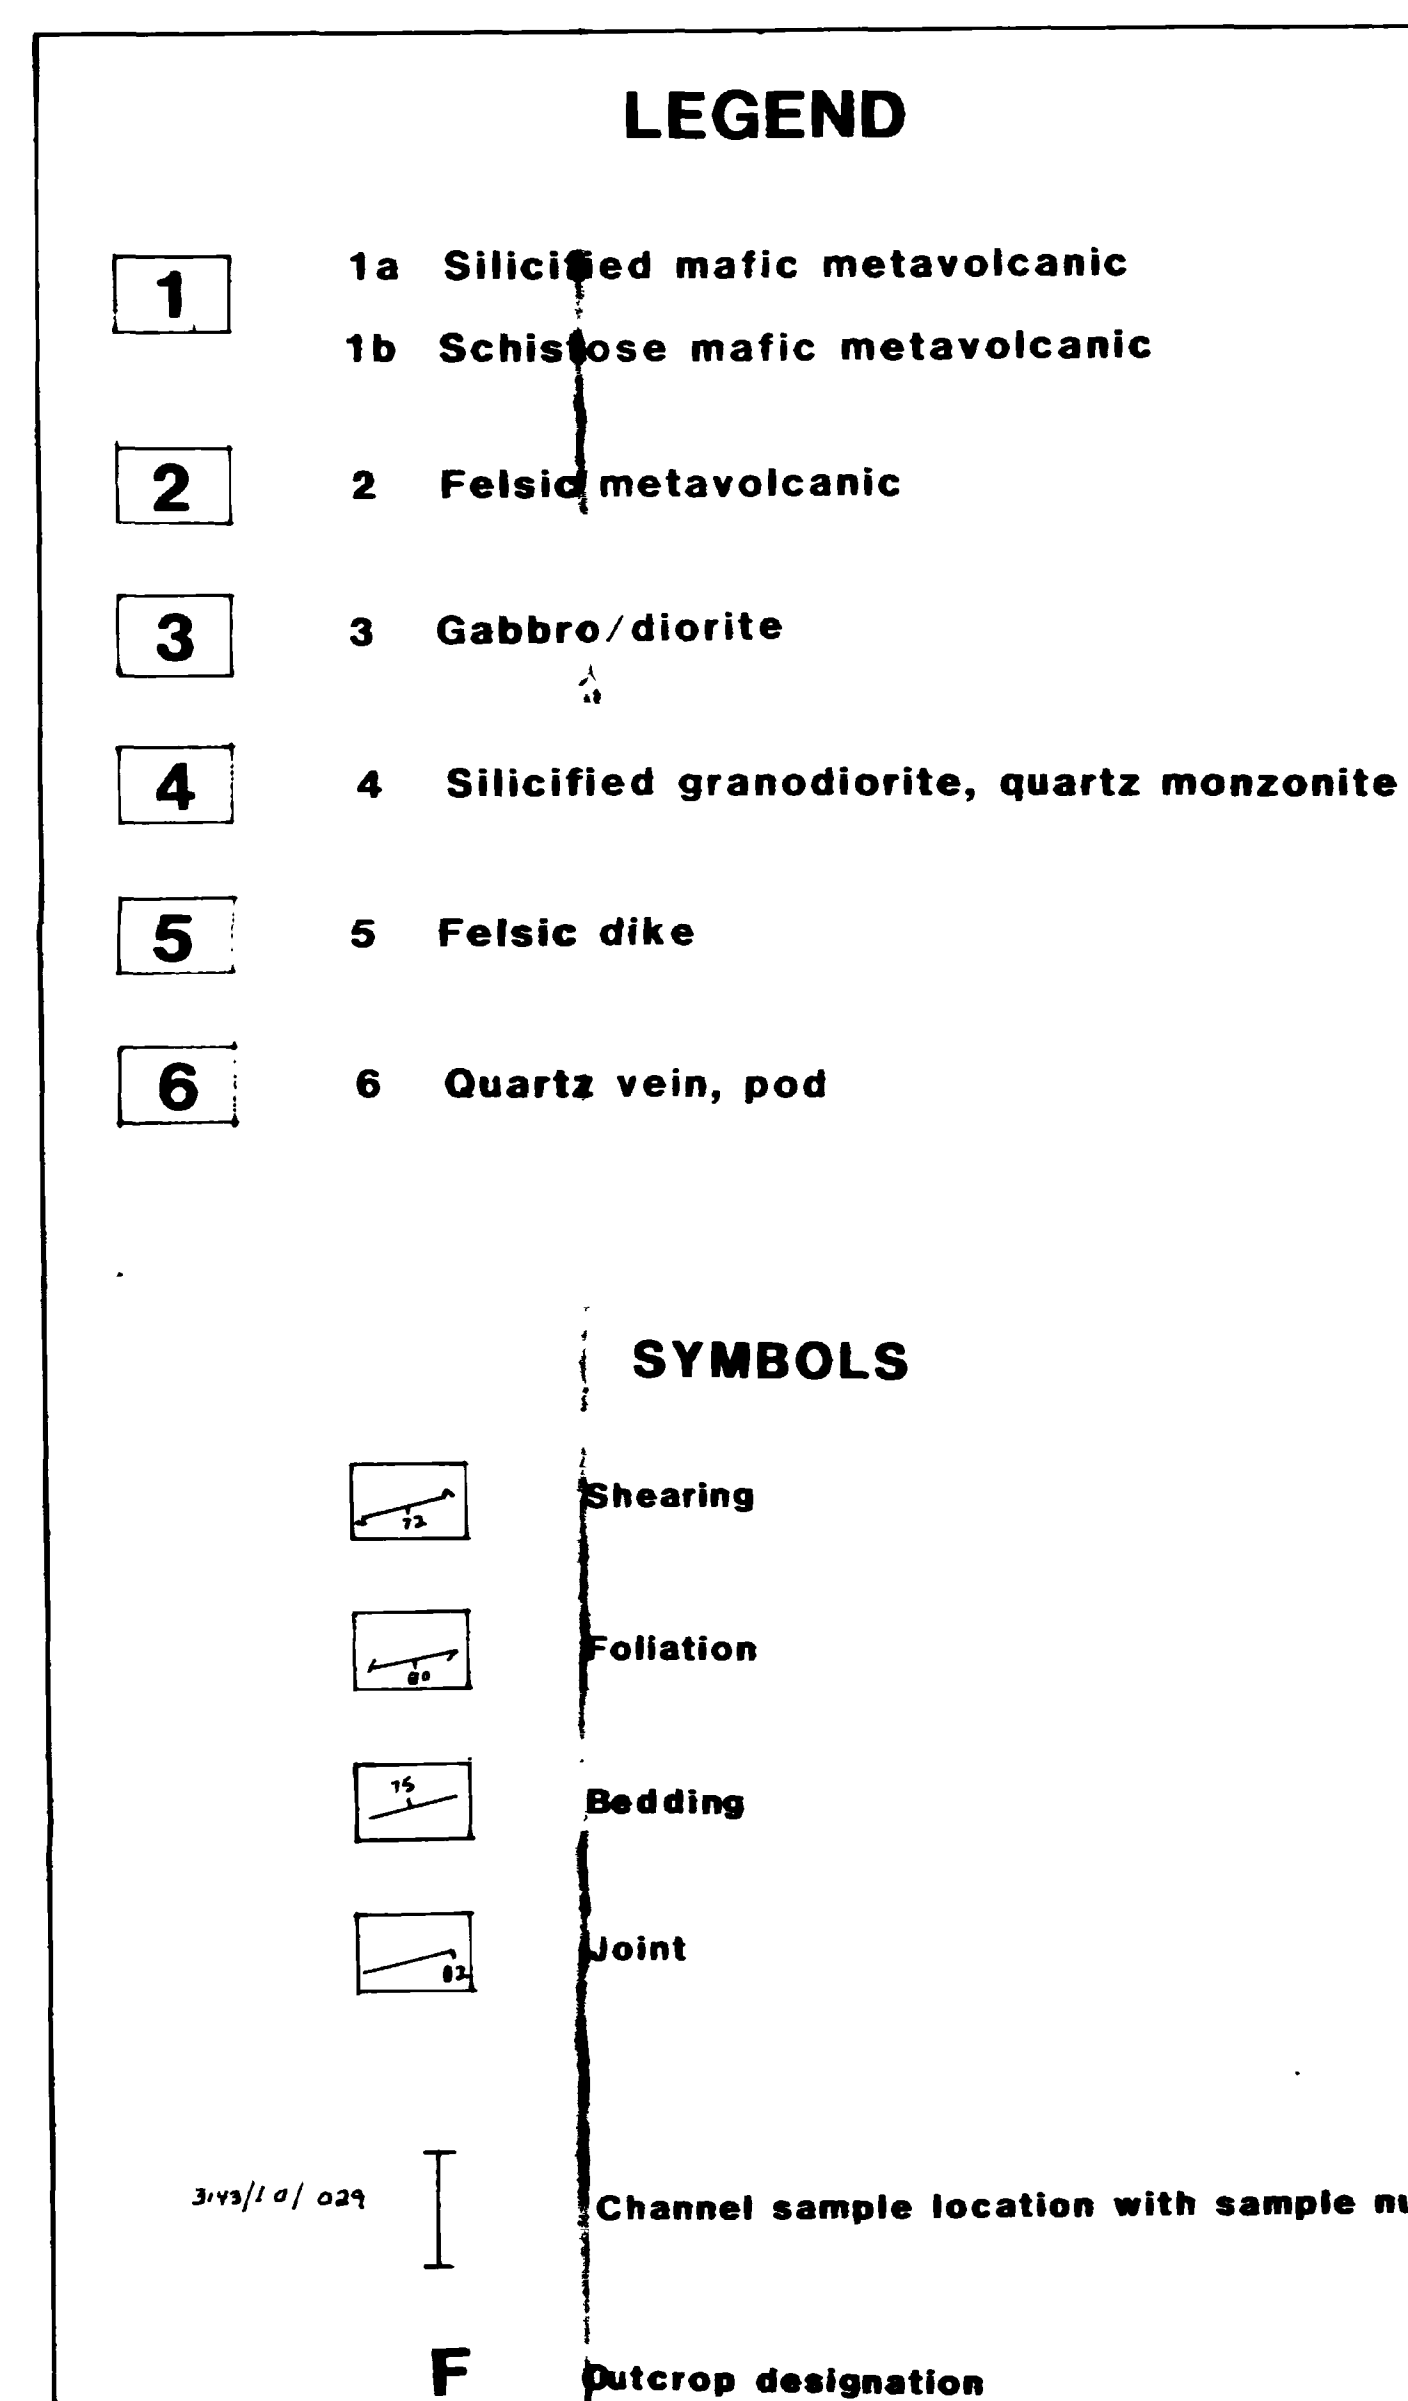 LEGEND
1 1a Silicified mafic metavolcanic
1b Schistose mafic metavolcanic
2 2 Felsic metavolcanic
3 3 Gabbro/diorite
4 4 Silicified granodiorite, quartz monzonite
5 5 Felsic dike
6 6 Quartz vein, pod
SYMBOLS
72 Shearing
80 Foliation
75 Bedding
82 Joint
Channel sample location with sample
F Outcrop designation